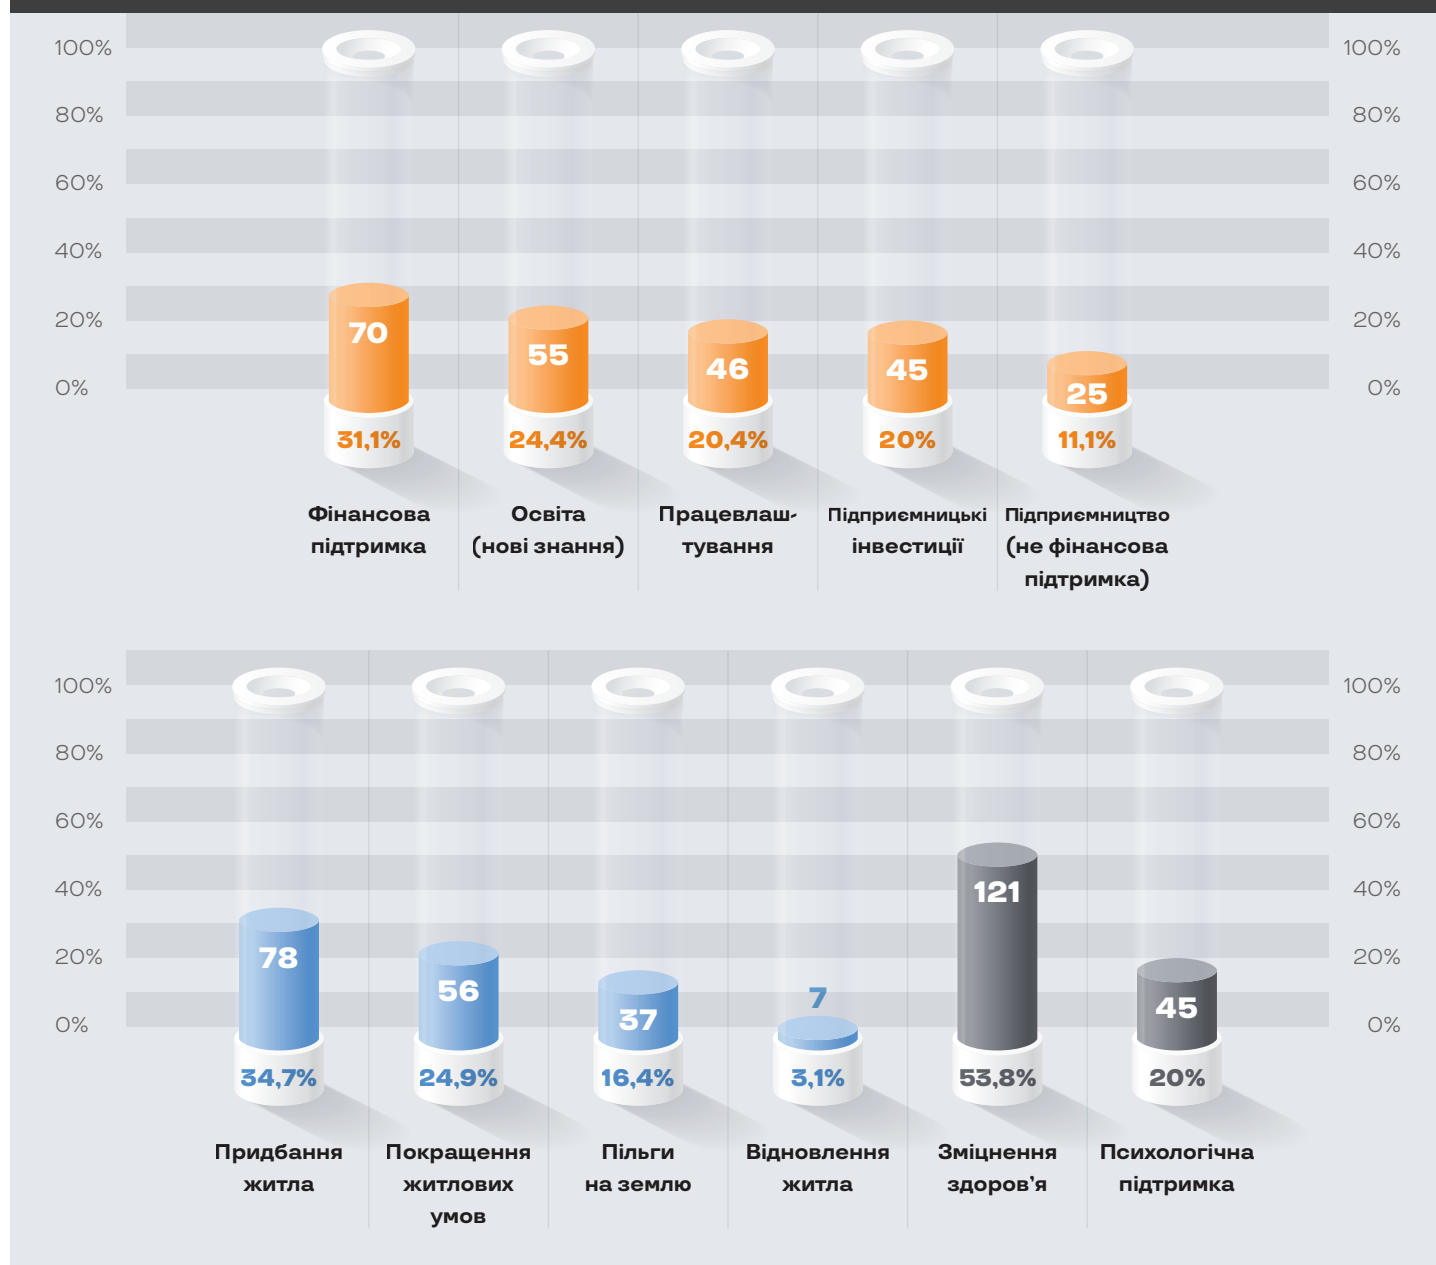 100% 100%
80% 80%
60% 60%
40% 40%
20% 20%
0% 0%
70 55 46 45 25
31,1% 24,4% 20,4% 20% 11,1%
Фінансова Освіта Працевлаш- Підприємницькі Підприємництво
підтримка (нові знання) тування інвестиції (не фінансова
підтримка)
100% 100%
80% 80%
60% 60%
40% 40%
20% 20%
0% 0%
78 56 37 7 121 45
34,7% 24,9% 16,4% 3,1% 53,8% 20%
Придбання Покращення Пільги Відновлення Зміцнення Психологічна
житла житлових на землю житла здоров’я підтримка
умов